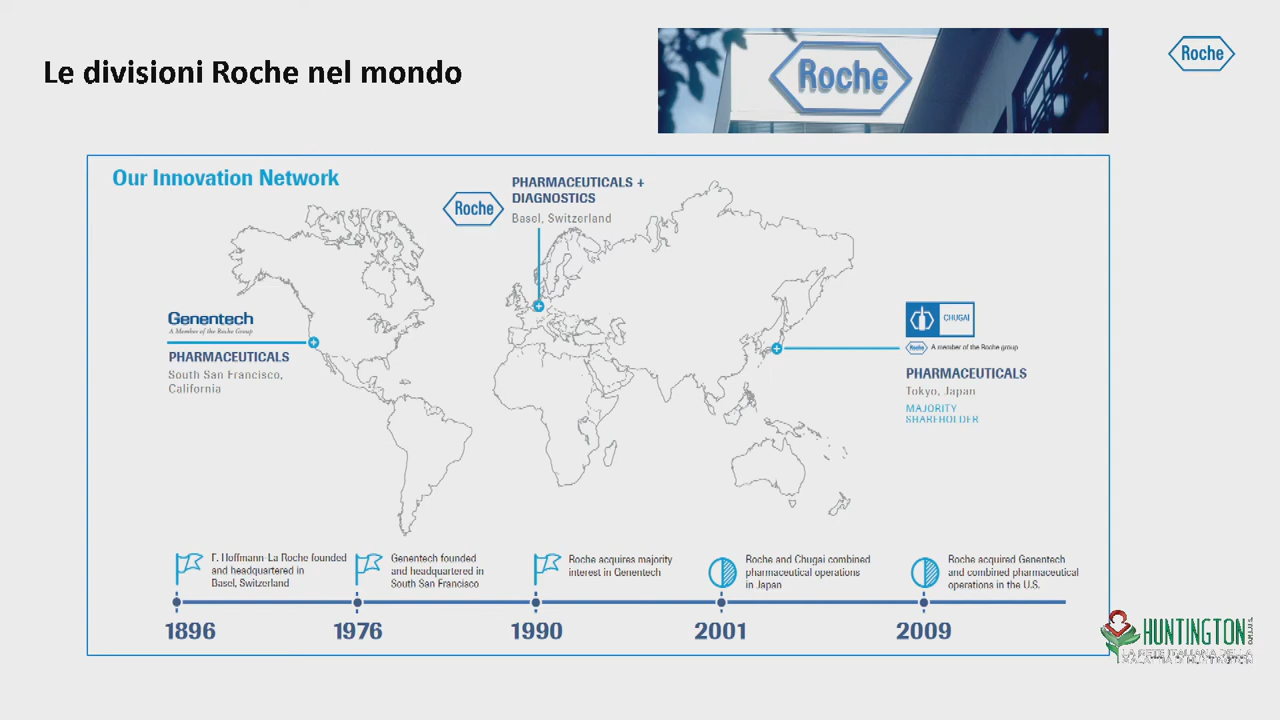 Le divisioni Roche nel mondo
Roche
Roche
Our Innovation Network
Roche
PHARMACEUTICALS +
DIAGNOSTICS
Basel, Switzerland
Genentech
A Member of the Roche Group
PHARMACEUTICALS
South San Francisco,
California
CHUGAI
Roche A member of the Roche group
PHARMACEUTICALS
Tokyo, Japan
MAJORITY
SHAREHOLDER
F. Hoffmann-La Roche founded
and headquartered in
Basel, Switzerland
Genentech founded
and headquartered in
South San Francisco
Roche acquires majority
interest in Genentech
Roche and Chugai combined
pharmaceutical operations
in Japan
Roche acquired Genentech
and combined pharmaceutical
operations in the U.S.
1896
1976
1990
2001
2009
HUNTINGTON
LA RETE ITALIANA DELLA